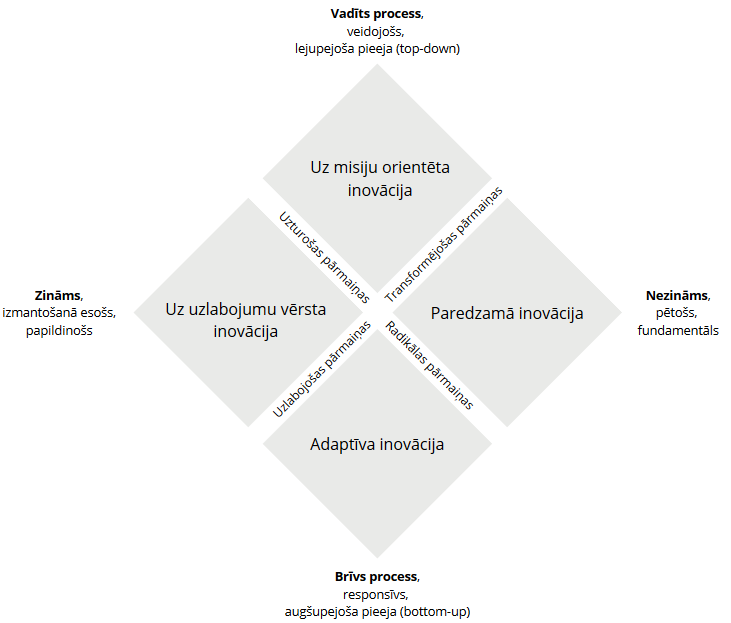 Vadīts process,
veidojošs,
lejupejoša pieeja (top-down)
Uz misiju orientēta
inovācija
Uzturošas pārmaiņas
Transformējošas pārmaiņas
Zināms,
izmantošanā esošs,
papildinošs
Uz uzlabojumu vērsta
inovācija
Paredzamā inovācija
Nezināms,
pētošs,
fundamentāls
Uzlabojošas pārmaiņas
Radikālas pārmaiņas
Adaptīva inovācija
Brīvs process,
responsīvs,
augšupejoša pieeja (bottom-up)